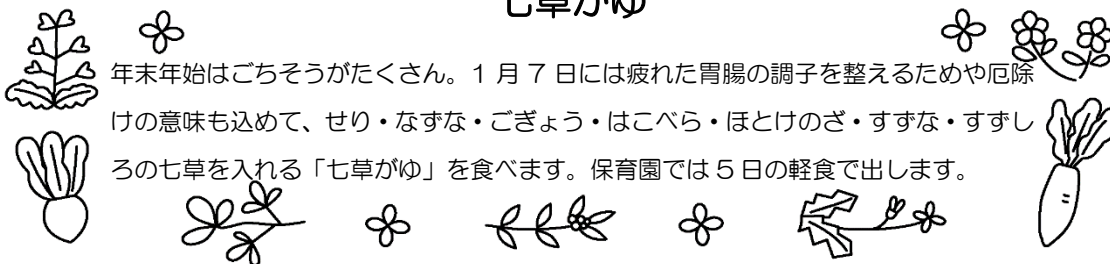 七草がゆ
年末年始はごちそうがたくさん。1月7日には疲れた胃腸の調子を整えるためや厄除
けの意味も込めて、せり・なずな・ごぎょう・はこべら・ほとけのざ・すずな・すずし
ろの七草を入れる「七草がゆ」を食べます。保育園では5日の軽食で出します。